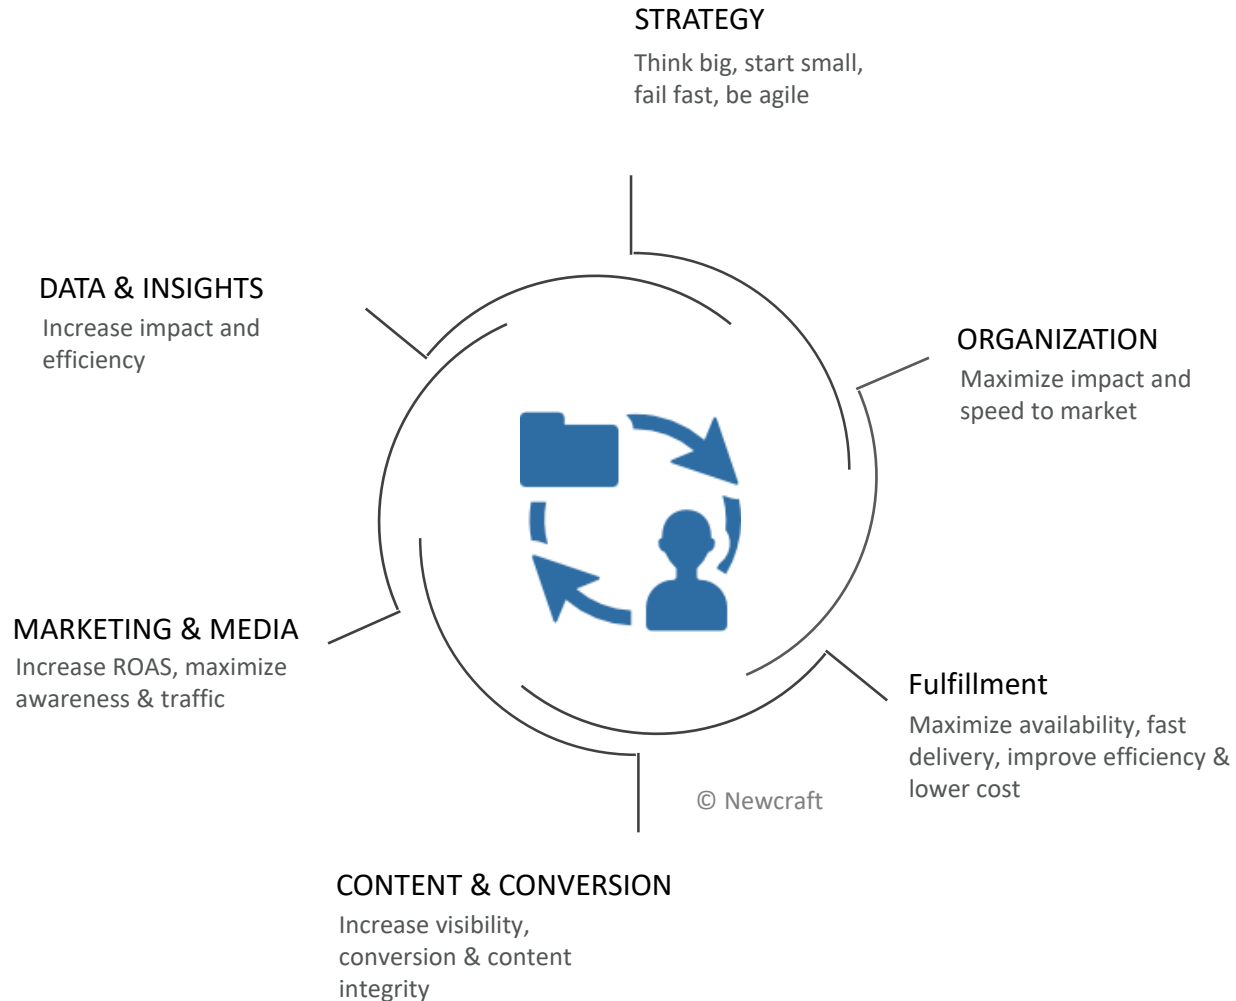 STRATEGY
Think big, start small,
fail fast, be agile
DATA & INSIGHTS
Increase impact and
efficiency
ORGANIZATION
Maximize impact and
speed to market
MARKETING & MEDIA
Increase ROAS, maximize
awareness & traffic
Fulfillment
Maximize availability, fast
delivery, improve efficiency &
lower cost
© Newcraft
CONTENT & CONVERSION
Increase visibility,
conversion & content
integrity